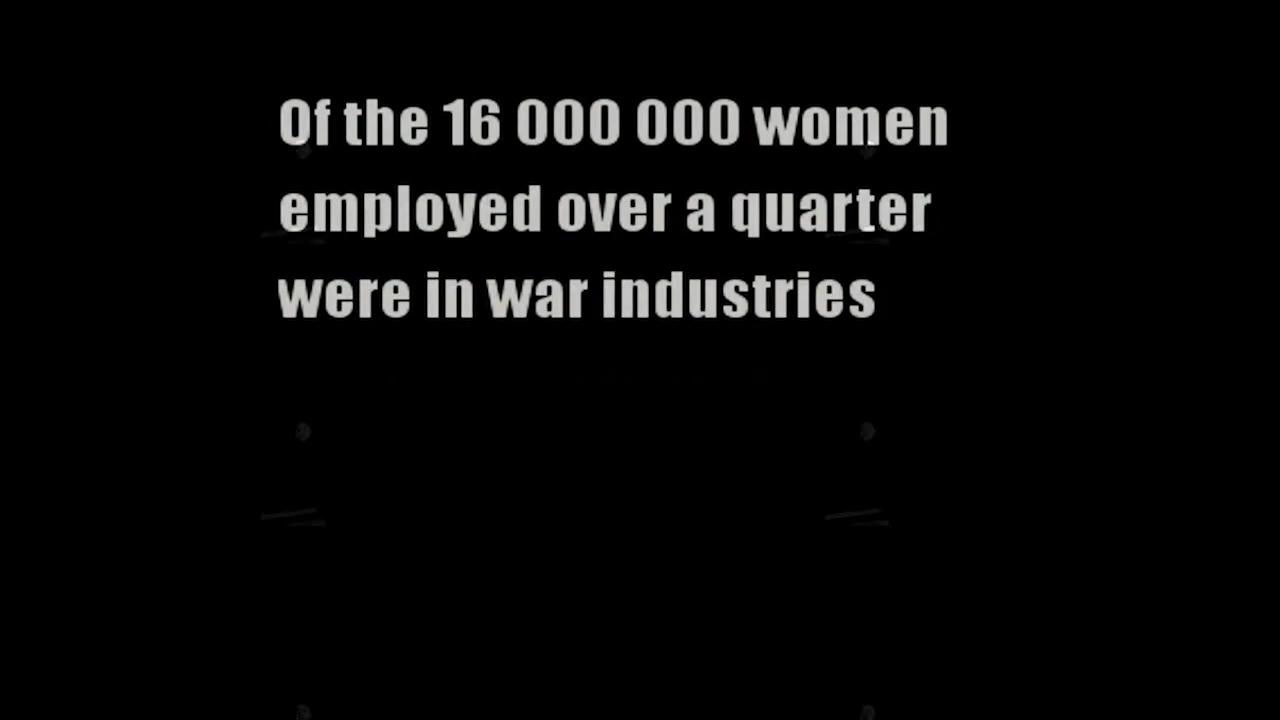 Of the 16 000 000 women
employed over a quarter
were in war industries